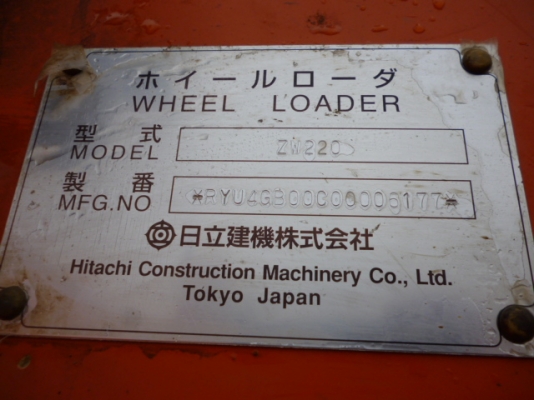 ホイールローダ
WHEEL LOADER
型式
MODEL ZW220
製番
MFG.NO
日立建機株式会社
Hitachi Construction Machinery Co., Ltd.
Tokyo Japan